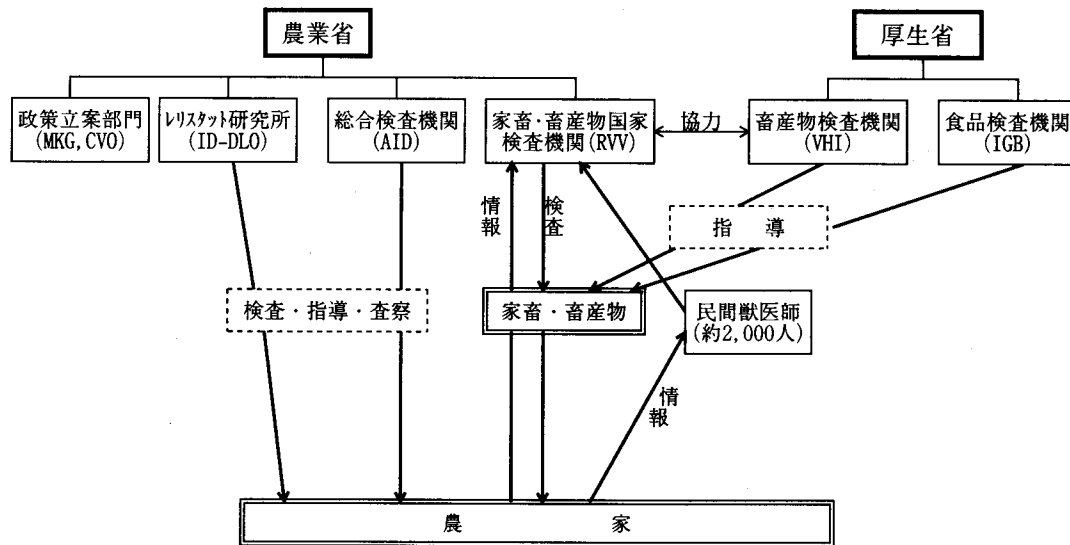 農業省
厚生省
政策立案部門
(MKG, CVO)
レリスタット研究所
(ID-DLO)
総合検査機関
(AID)
家畜・畜産物国家
検査機関(RVV)
協力
畜産物検査機関
(VHI)
食品検査機関
(IGB)
情報
検査
指 導
検査・指導・査察
家畜・畜産物
民間獣医師
(約2,000人)
情報
農 家